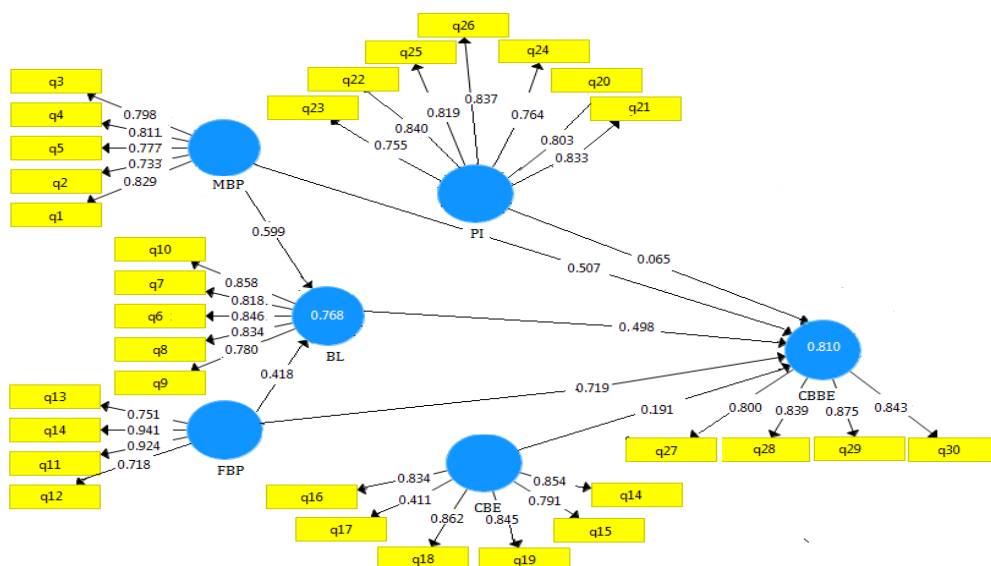 q26
q25
q24
q3
q22
q20
q23
q21
q4
q5
q2
q1
0.798
0.811
0.777
0.733
0.829
MBP
0.755
0.840
0.819
0.837
0.764
0.803
0.833
PI
0.599
0.507
0.065
q10
q7
q6
q8
q9
0.858
0.818
0.846
0.834
0.780
0.768
BL
0.498
0.810
CBBE
0.418
0.719
0.191
q13
q14
q11
q12
0.751
0.941
0.924
0.718
FBP
0.800
0.839
0.875
0.843
q27
q28
q29
q30
CBE
0.834
0.411
0.862
0.845
0.791
0.854
q16
q17
q18
q19
q15
q14